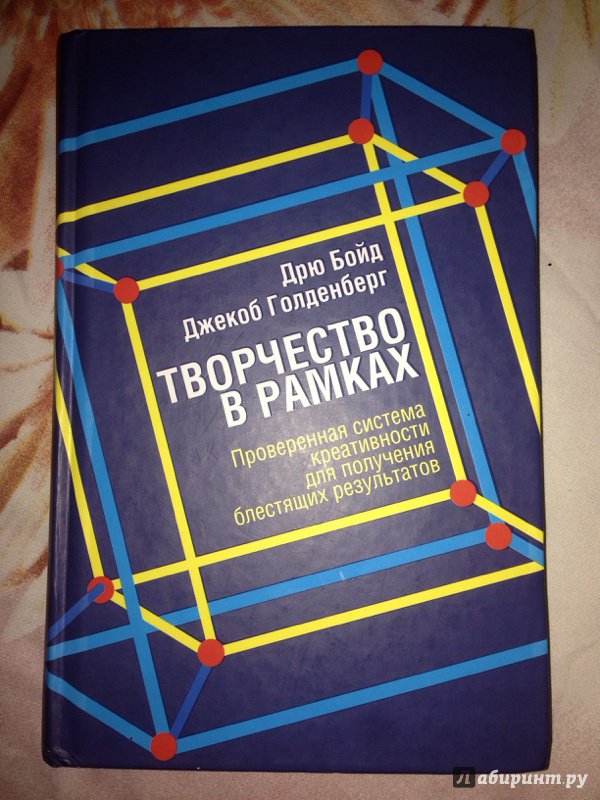 Дрю Бойд
Джекоб Голденберг
ТВОРЧЕСТВО
В РАМКАХ
Проверенная система
креативности
для получения
блестящих результатов
Лабиринт.ру